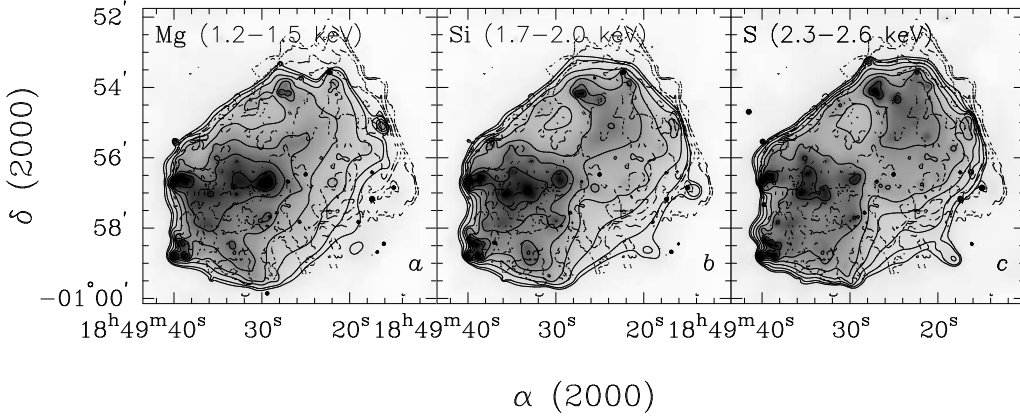 Mg (1.2−1.5 keV) Si (1.7−2.0 keV) S (2.3−2.6 keV)
52′
54′
56′
58′
−01°00′
δ (2000)
a b c
18ʰ49ᵐ40ˢ 30ˢ 20ˢ 18ʰ49ᵐ40ˢ 30ˢ 20ˢ 18ʰ49ᵐ40ˢ 30ˢ 20ˢ
α (2000)